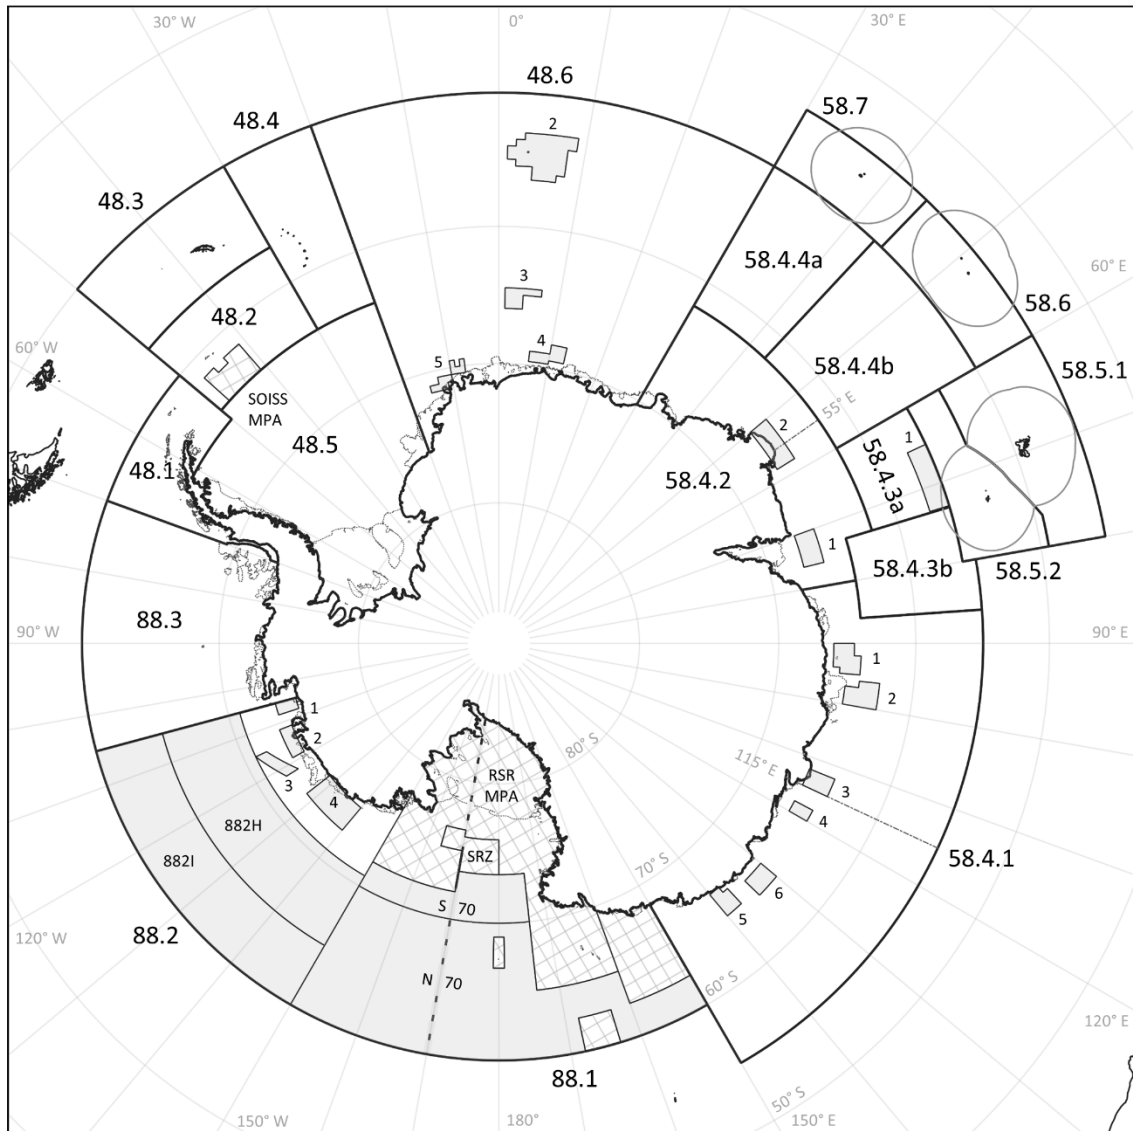 30° W
0°
30° E
48.6
58.7
48.4
2
48.3
58.4.4a
60° E
3
58.6
48.2
4
60° W
5
58.4.4b
58.5.1
SOISS
MPA
55° E
2
1
48.5
48.1
58.4.2
58.4.3a
1
58.4.3b
58.5.2
88.3
90° W
90° E
1
2
1
2
80° S
115° E
RSR
MPA
3
3
4
4
882H
SRZ
58.4.1
882I
70° S
6
S 70
5
88.2
120° W
N 70
60° S
120° E
88.1
50° S
150° W
180°
150° E